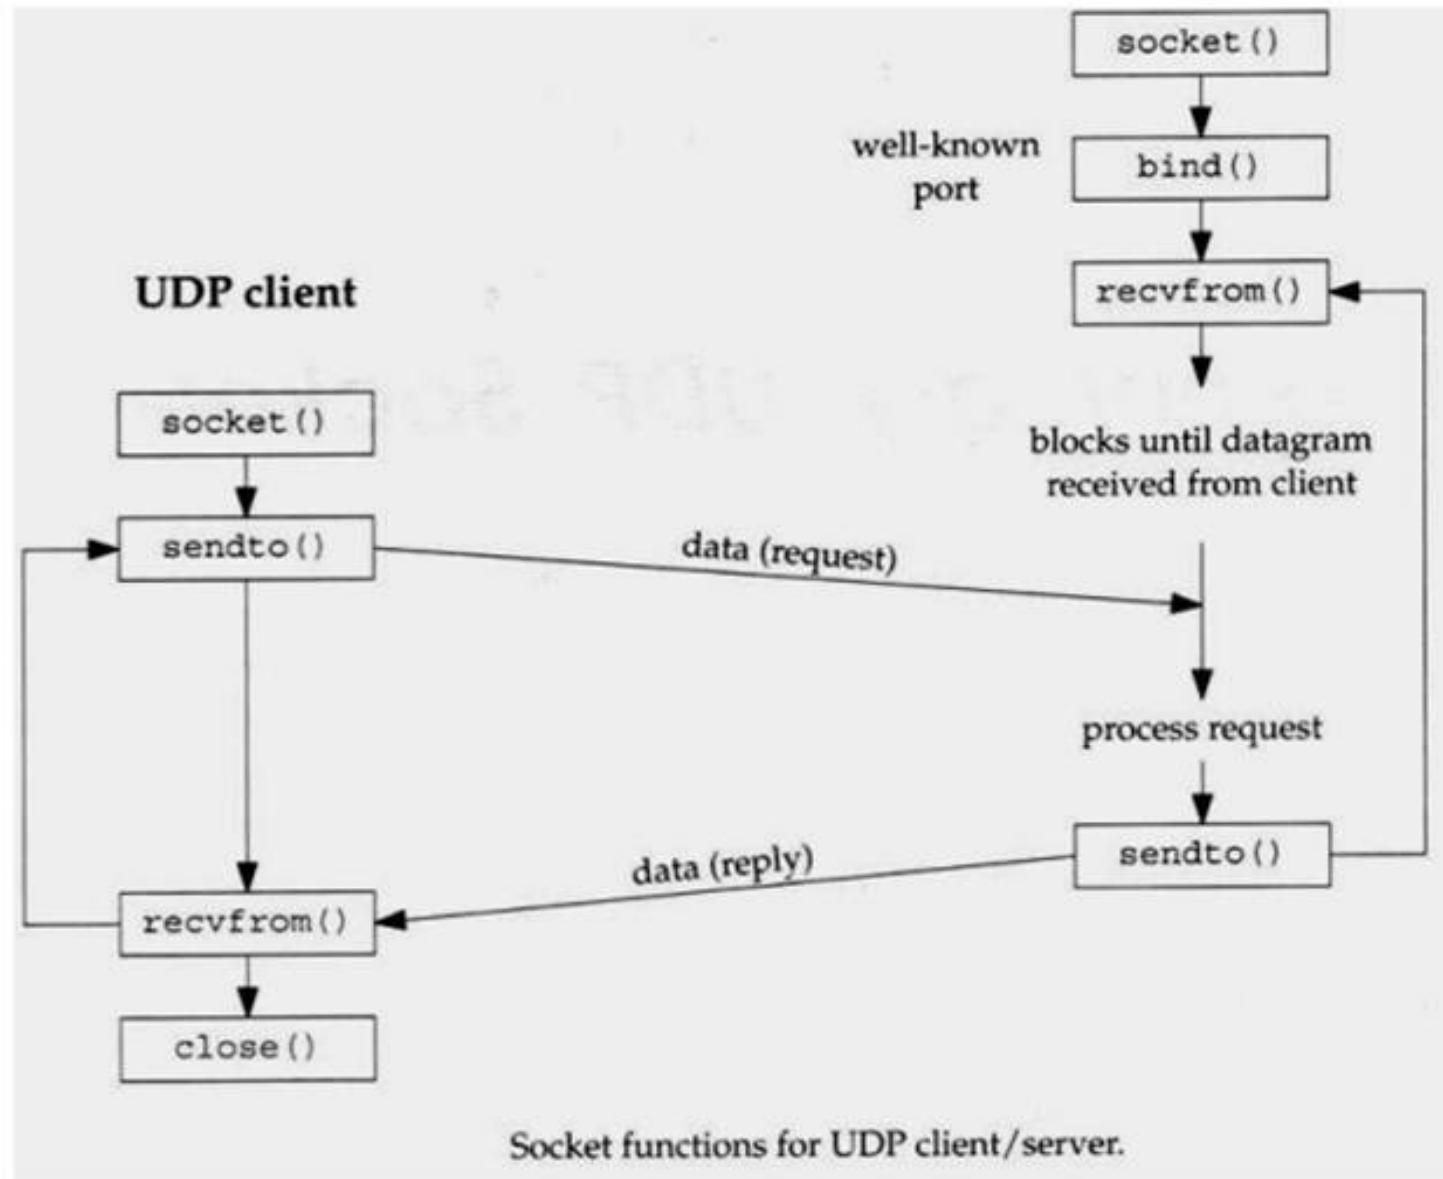 socket()
well-known
port
bind()
recvfrom()
UDP client
socket()
blocks until datagram
received from client
sendto()
data (request)
process request
sendto()
data (reply)
recvfrom()
close()
Socket functions for UDP client/server.